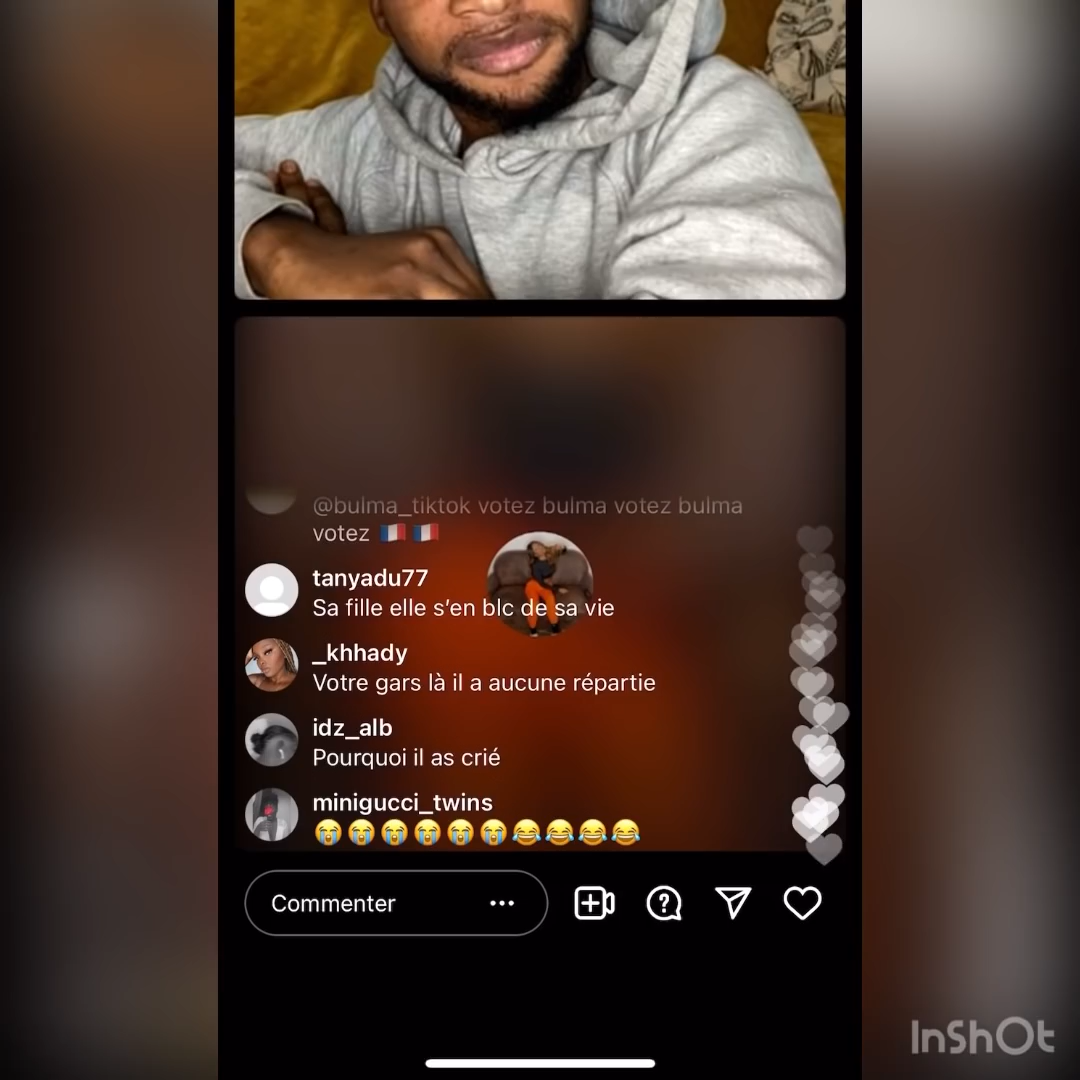 @bulma_tiktok votez bulma votez bulma
votez 🇫🇷 🇫🇷
tanyadu77
Sa fille elle s’en blc de sa vie
_khhady
Votre gars là il a aucune répartie
idz_alb
Pourquoi il as crié
minigucci_twins
😭😭😭😭😭😭😂😂😂😂
Commenter
InShOt